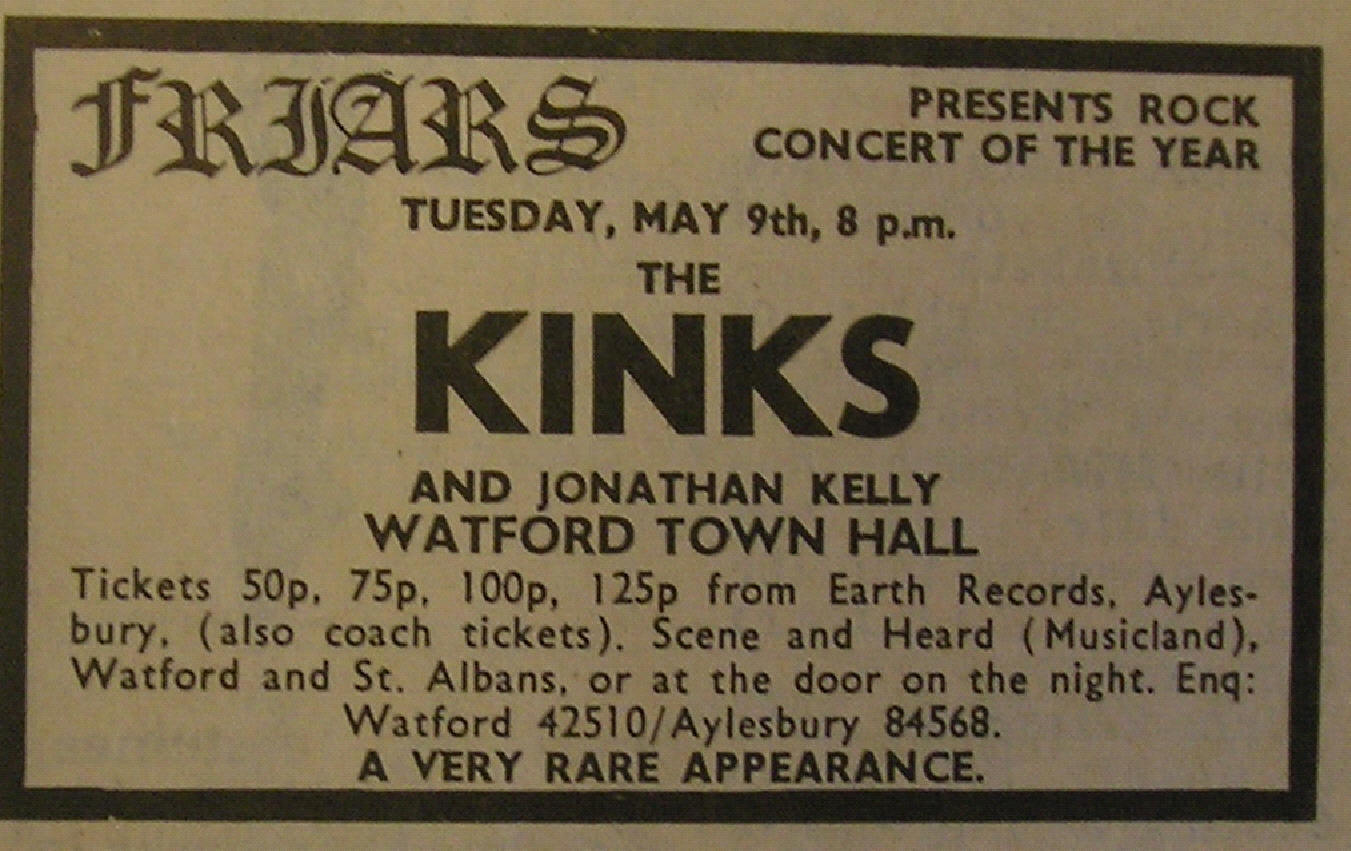 FRIARS
PRESENTS ROCK
CONCERT OF THE YEAR
TUESDAY, MAY 9th, 8 p.m.
THE
KINKS
AND JONATHAN KELLY
WATFORD TOWN HALL
Tickets 50p, 75p, 100p, 125p from Earth Records, Ayles-
bury, (also coach tickets). Scene and Heard (Musicland),
Watford and St. Albans, or at the door on the night. Enq:
Watford 42510/Aylesbury 84568.
A VERY RARE APPEARANCE.